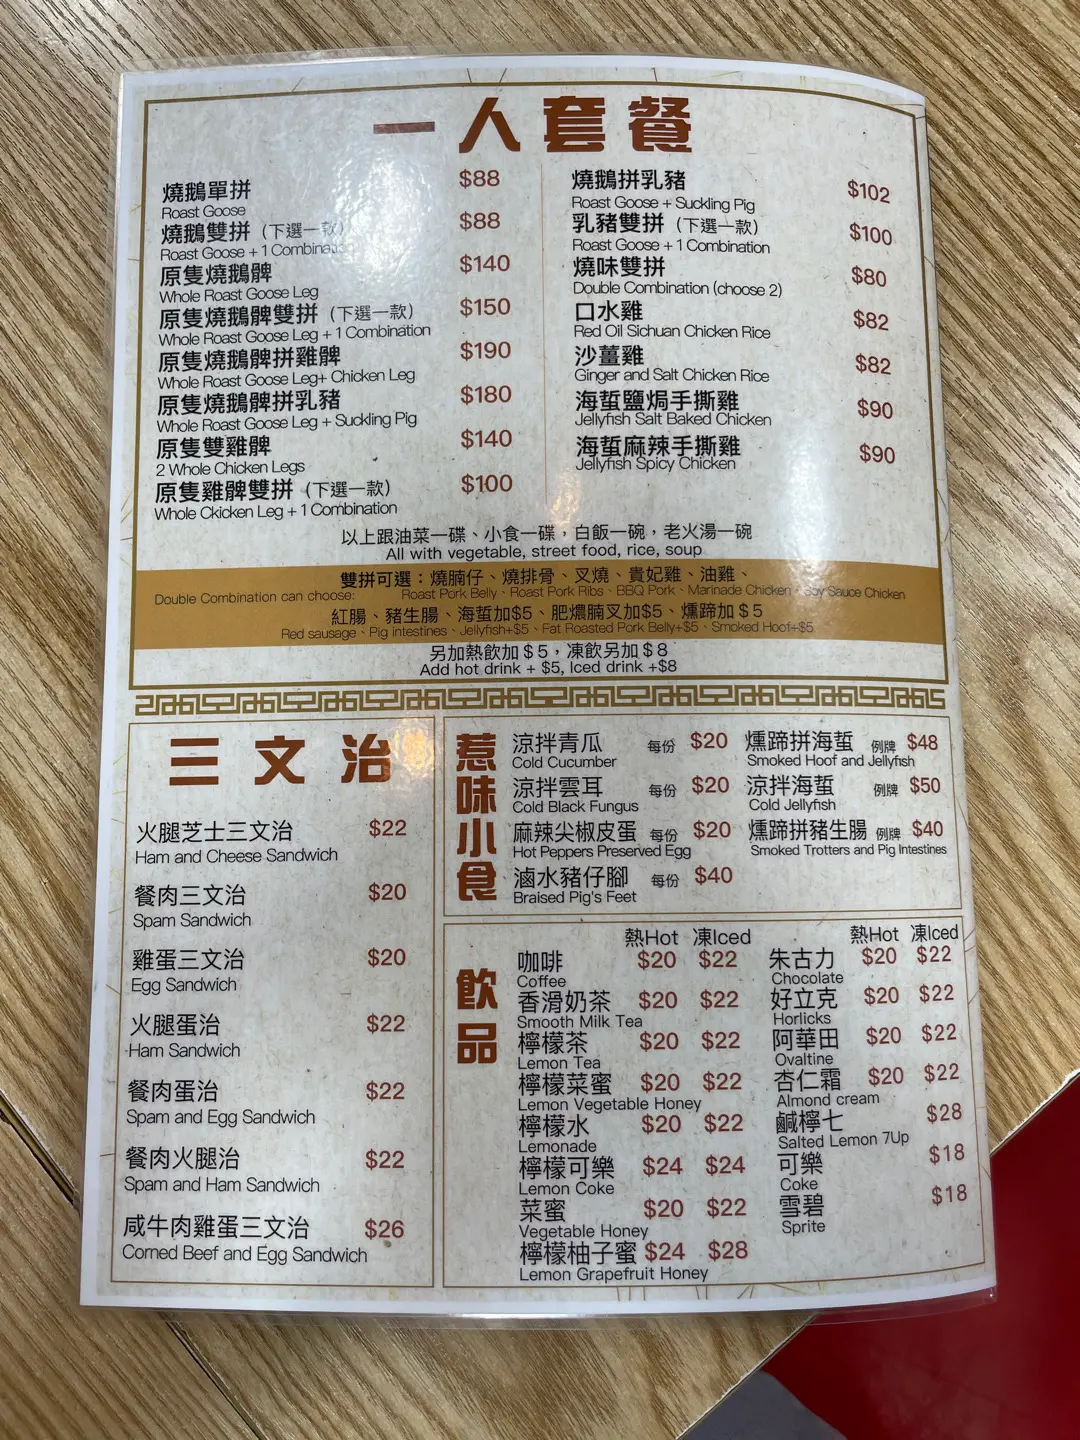 一人套餐
燒鵝單拼 $88
Roast Goose
燒鵝雙拼（下選一款） $88
Roast Goose + 1 Combination
原隻燒鵝髀 $140
Whole Roast Goose Leg
原隻燒鵝髀雙拼（下選一款） $150
Whole Roast Goose Leg + 1 Combination
原隻燒鵝髀拼雞髀 $190
Whole Roast Goose Leg+ Chicken Leg
原隻燒鵝髀拼乳豬 $180
Whole Roast Goose Leg + Suckling Pig
原隻雙雞髀 $140
2 Whole Chicken Legs
原隻雞髀雙拼（下選一款） $100
Whole Ckicken Leg + 1 Combination
燒鵝拼乳豬 $102
Roast Goose + Suckling Pig
乳豬雙拼（下選一款） $100
Roast Goose + 1 Combination
燒味雙拼 $80
Double Combination (choose 2)
口水雞 $82
Red Oil Sichuan Chicken Rice
沙薑雞 $82
Ginger and Salt Chicken Rice
海蜇鹽焗手撕雞 $90
Jellyfish Salt Baked Chicken
海蜇麻辣手撕雞 $90
Jellyfish Spicy Chicken
以上跟油菜一碟、小食一碟，白飯一碗，老火湯一碗
All with vegetable, street food, rice, soup
雙拼可選：燒腩仔、燒排骨、叉燒、貴妃雞、油雞、
Double Combination can choose: Roast Pork Belly、Roast Pork Ribs、BBQ Pork、Marinade Chicken、Soy Sauce Chicken
紅腸、豬生腸、海蜇加$5、肥燶腩叉加$5、燻蹄加＄5
Red sausage、Pig intestines、Jellyfish+$5、Fat Roasted Pork Belly+$5、Smoked Hoof+$5
另加熱飲加＄5，凍飲另加＄8
Add hot drink + $5, Iced drink +$8
三文治
火腿芝士三文治 $22
Ham and Cheese Sandwich
餐肉三文治 $20
Spam Sandwich
雞蛋三文治 $20
Egg Sandwich
火腿蛋治 $22
Ham Sandwich
餐肉蛋治 $22
Spam and Egg Sandwich
餐肉火腿治 $22
Spam and Ham Sandwich
咸牛肉雞蛋三文治 $26
Corned Beef and Egg Sandwich
惹味小食
涼拌青瓜 每份 $20
Cold Cucumber
涼拌雲耳 每份 $20
Cold Black Fungus
麻辣尖椒皮蛋 每份 $20
Hot Peppers Preserved Egg
滷水豬仔腳 每份 $40
Braised Pig's Feet
燻蹄拼海蜇 例牌 $48
Smoked Hoof and Jellyfish
涼拌海蜇 例牌 $50
Cold Jellyfish
燻蹄拼豬生腸 例牌 $40
Smoked Trotters and Pig Intestines
飲品
熱Hot 凍Iced
咖啡 $20 $22
Coffee
香滑奶茶 $20 $22
Smooth Milk Tea
檸檬茶 $20 $22
Lemon Tea
檸檬菜蜜 $20 $22
Lemon Vegetable Honey
檸檬水 $20 $22
Lemonade
檸檬可樂 $24 $24
Lemon Coke
菜蜜 $20 $22
Vegetable Honey
檸檬柚子蜜 $24 $28
Lemon Grapefruit Honey
熱Hot 凍Iced
朱古力 $20 $22
Chocolate
好立克 $20 $22
Horlicks
阿華田 $20 $22
Ovaltine
杏仁霜 $20 $22
Almond cream
鹹檸七 $28
Salted Lemon 7Up
可樂 $18
Coke
雪碧 $18
Sprite